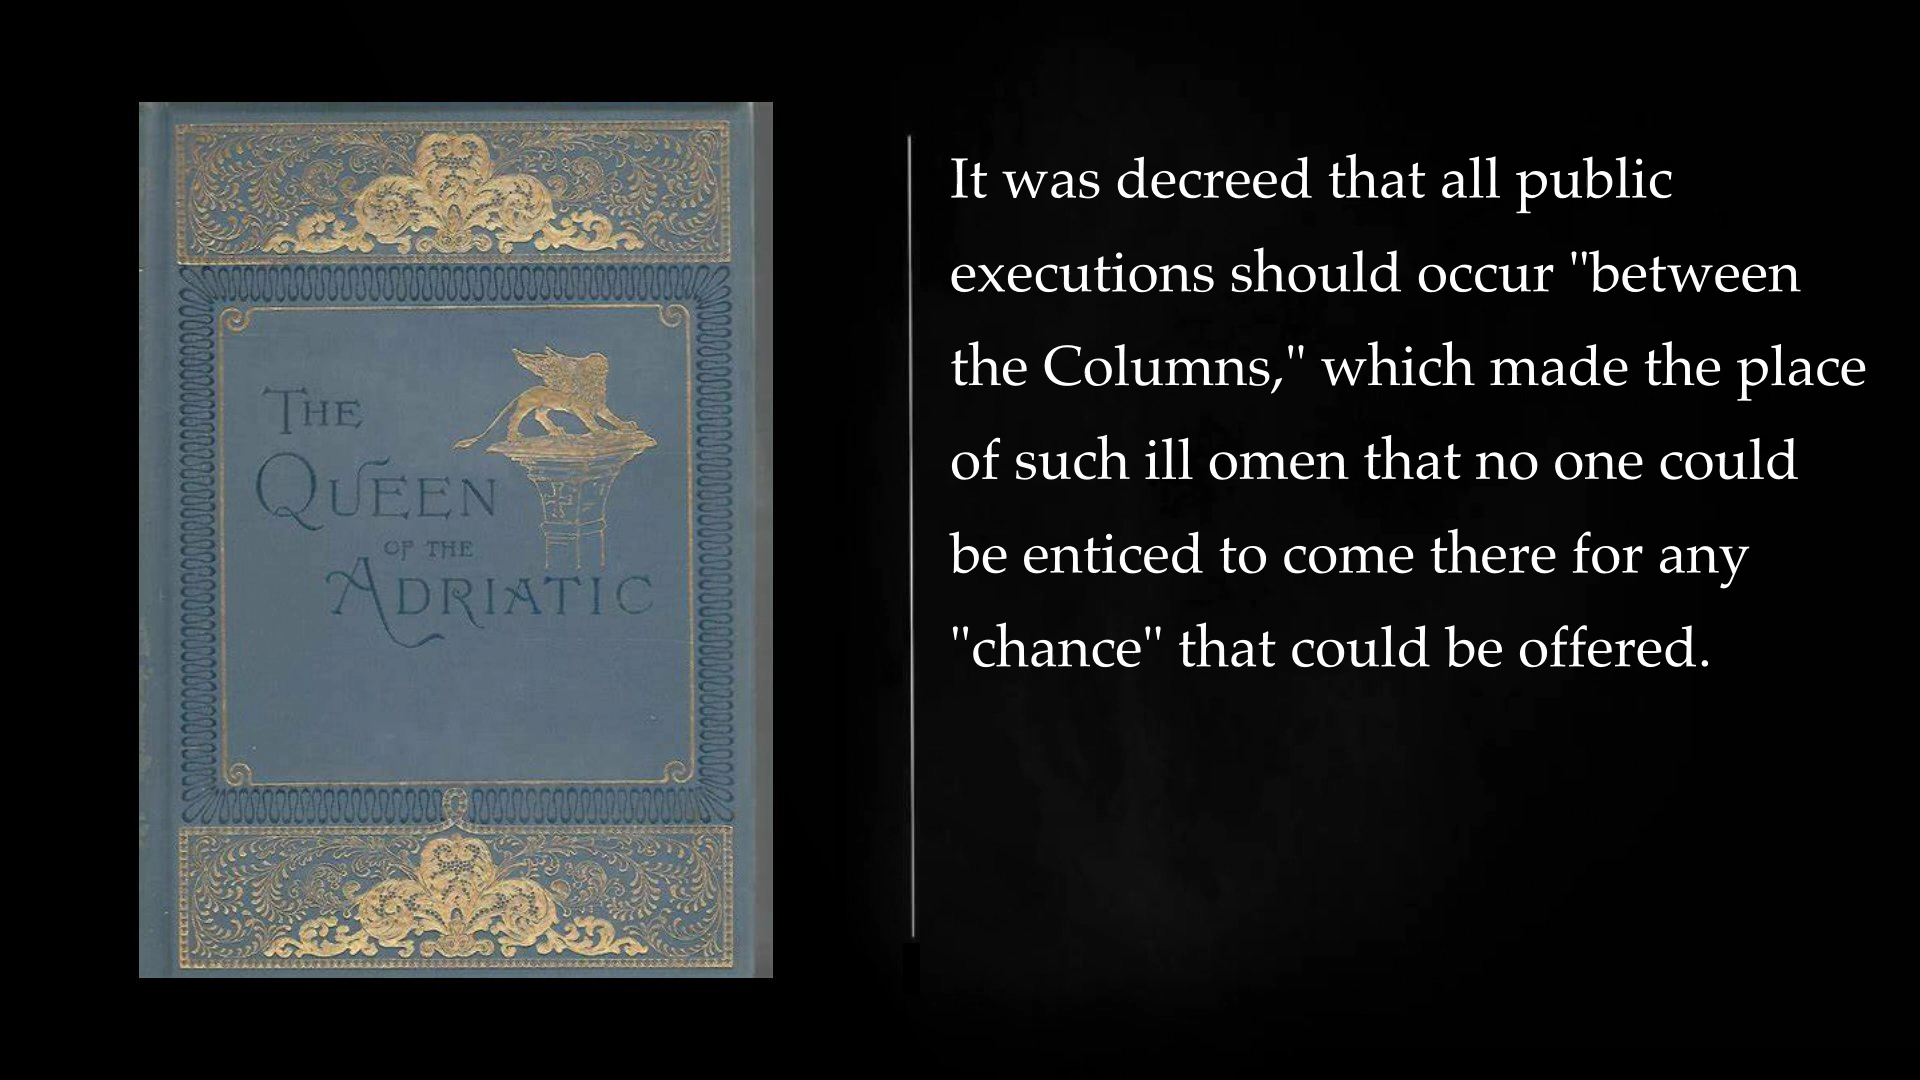 The
Queen
of the
Adriatic
It was decreed that all public
executions should occur "between
the Columns," which made the place
of such ill omen that no one could
be enticed to come there for any
"chance" that could be offered.